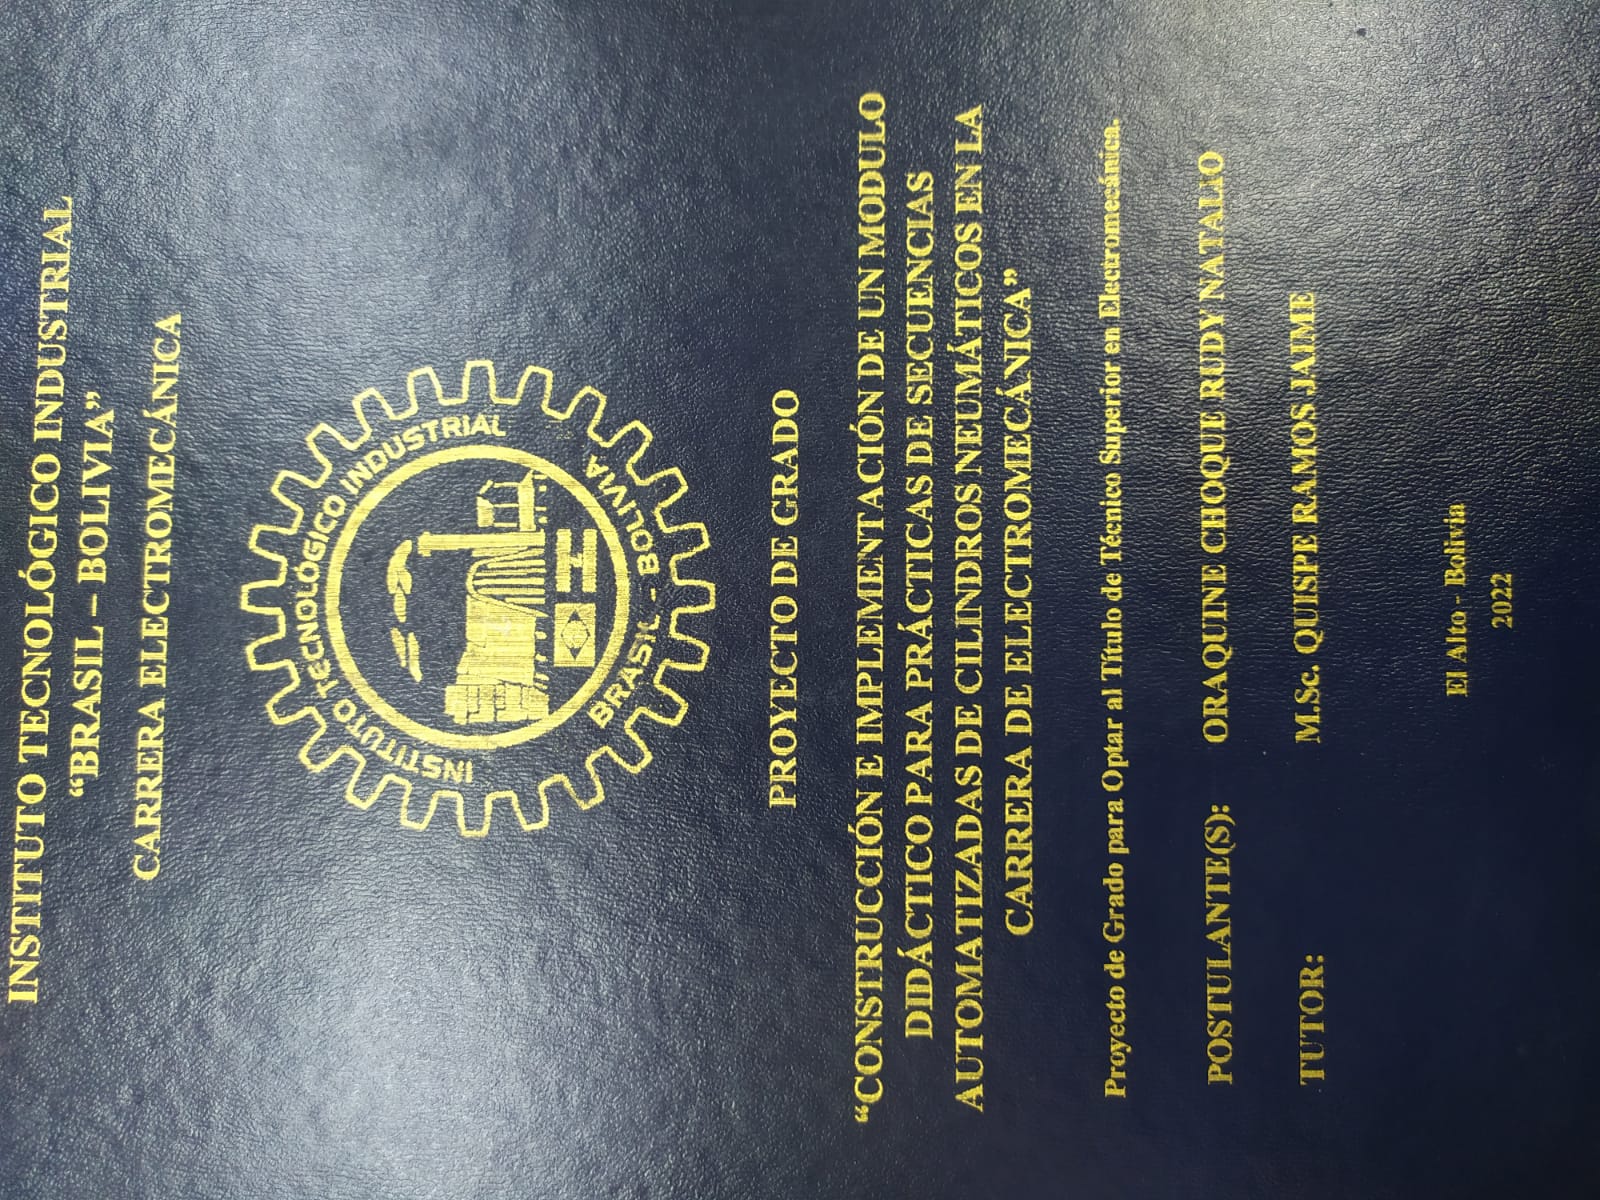 INSTITUTO TECNOLÓGICO INDUSTRIAL
“BRASIL – BOLIVIA”
CARRERA ELECTROMECÁNICA
INSTITUTO TECNOLÓGICO INDUSTRIAL
BRASIL - BOLIVIA
PROYECTO DE GRADO
“CONSTRUCCIÓN E IMPLEMENTACIÓN DE UN MODULO
DIDÁCTICO PARA PRÁCTICAS DE SECUENCIAS
AUTOMATIZADAS DE CILINDROS NEUMÁTICOS EN LA
CARRERA DE ELECTROMECÁNICA”
Proyecto de Grado para Optar al Título de Técnico Superior en Electromecánica.
POSTULANTE(S): ORAQUINE CHOQUE RUDY NATALIO
TUTOR: M.Sc. QUISPE RAMOS JAIME
El Alto - Bolivia
2022